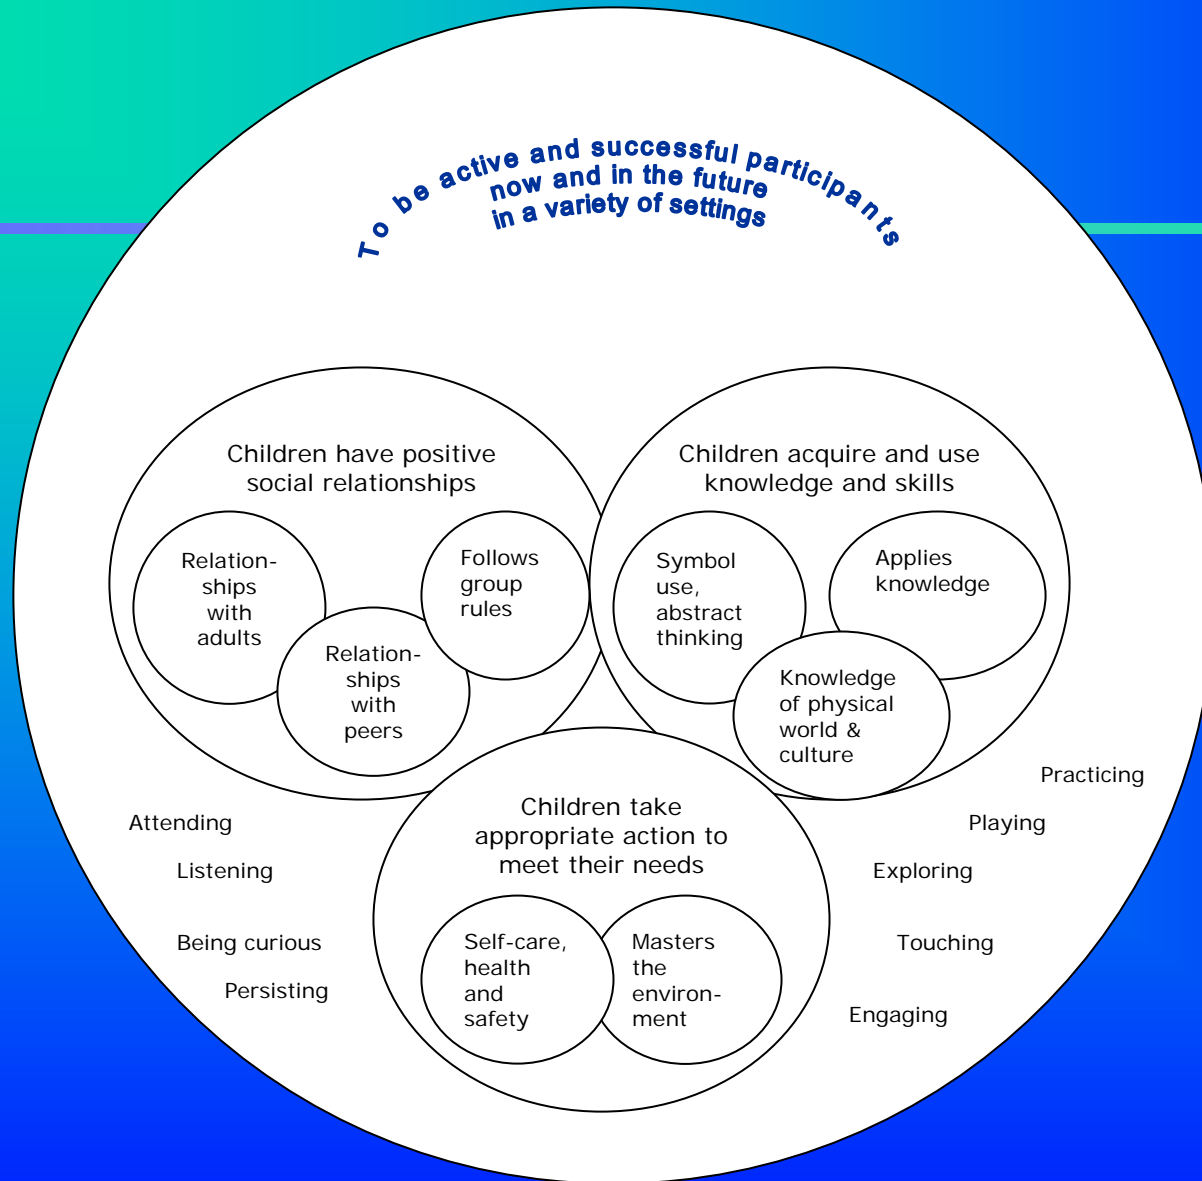 To be active and successful participants
now and in the future
in a variety of settings
Children have positive
social relationships
Relation-
ships
with
adults
Relation-
ships
with
peers
Follows
group
rules
Children acquire and use
knowledge and skills
Symbol
use,
abstract
thinking
Applies
knowledge
Knowledge
of physical
world &
culture
Children take
appropriate action to
meet their needs
Self-care,
health
and
safety
Masters
the
environ-
ment
Attending
Listening
Being curious
Persisting
Practicing
Playing
Exploring
Touching
Engaging